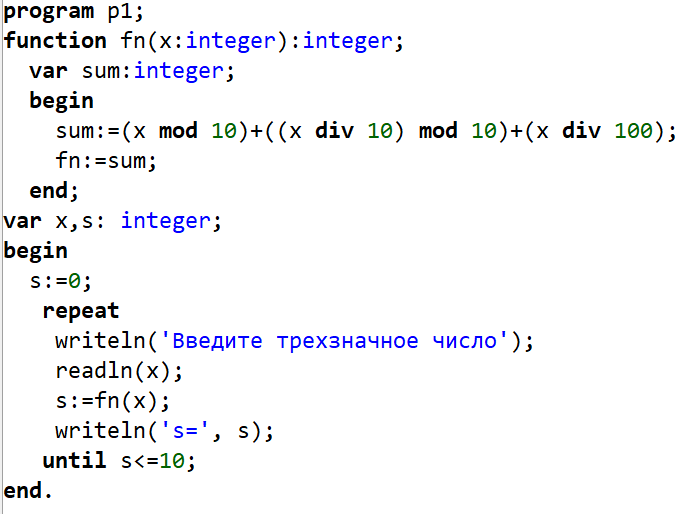 program p1;
function fn(x:integer):integer;
var sum:integer;
begin
sum:=(x mod 10)+((x div 10) mod 10)+(x div 100);
fn:=sum;
end;
var x,s: integer;
begin
s:=0;
repeat
writeln('Введите трехзначное число');
readln(x);
s:=fn(x);
writeln('s=', s);
until s<=10;
end.